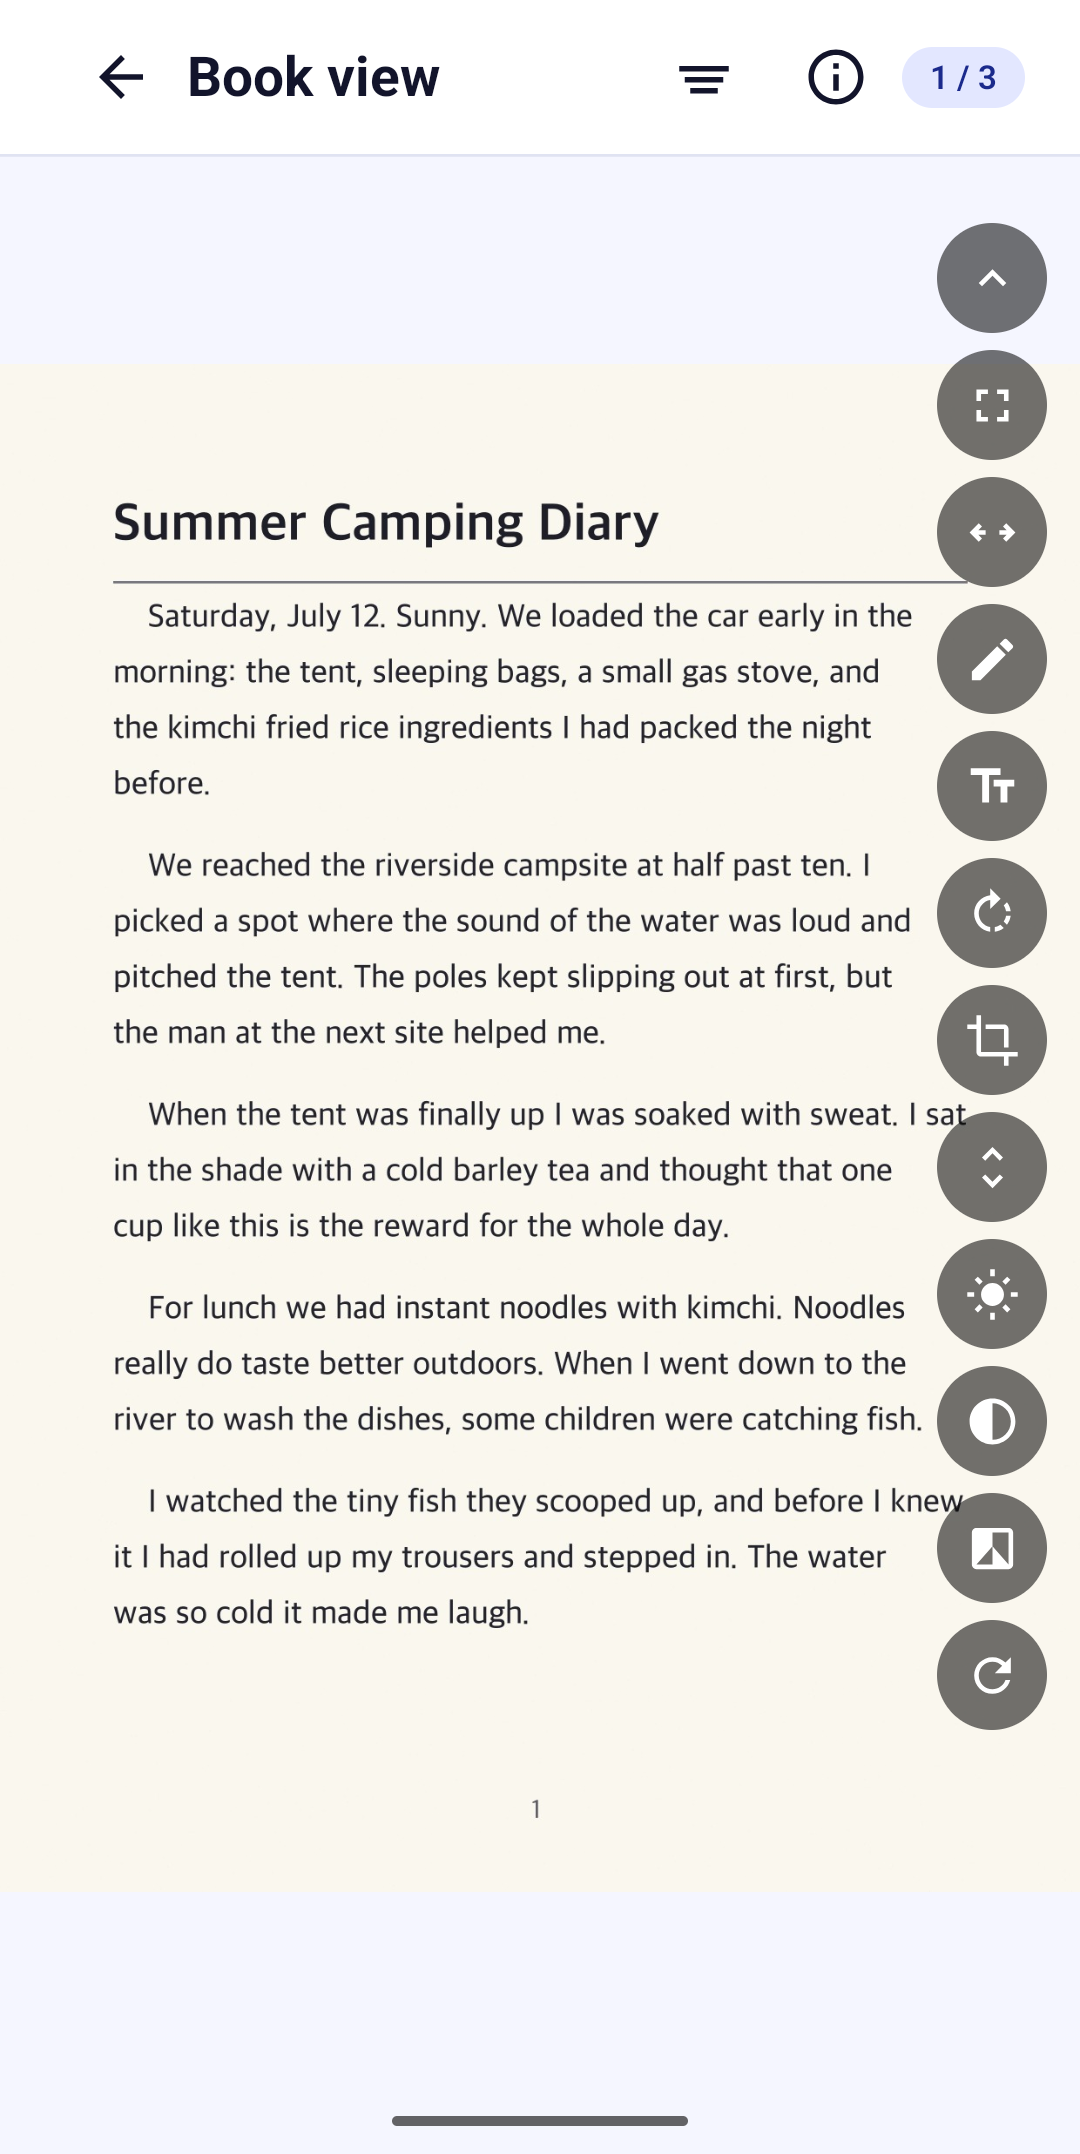 Book view
1 / 3
Summer Camping Diary
Saturday, July 12. Sunny. We loaded the car early in the
morning: the tent, sleeping bags, a small gas stove, and
the kimchi fried rice ingredients I had packed the night
before.
We reached the riverside campsite at half past ten. I
picked a spot where the sound of the water was loud and
pitched the tent. The poles kept slipping out at first, but
the man at the next site helped me.
When the tent was finally up I was soaked with sweat. I sat
in the shade with a cold barley tea and thought that one
cup like this is the reward for the whole day.
For lunch we had instant noodles with kimchi. Noodles
really do taste better outdoors. When I went down to the
river to wash the dishes, some children were catching fish.
I watched the tiny fish they scooped up, and before I knew
it I had rolled up my trousers and stepped in. The water
was so cold it made me laugh.
1